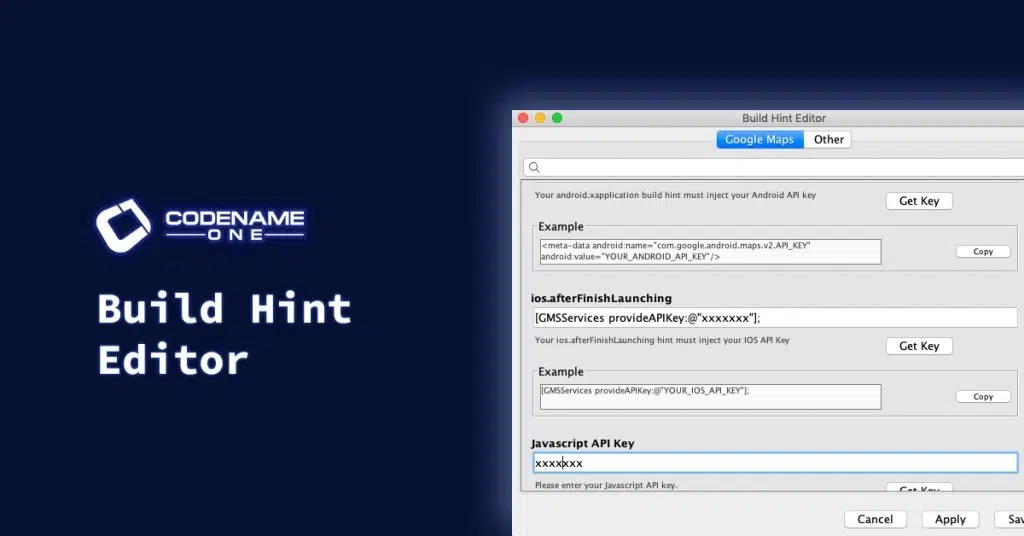 CODENAME
ONE
Build Hint
Editor
Build Hint Editor
Google Maps
Other
Your android.xapplication build hint must inject your Android API key
Get Key
Example
<meta-data android:name="com.google.android.maps.v2.API_KEY"
android:value="YOUR_ANDROID_API_KEY"/>
Copy
ios.afterFinishLaunching
[GMSServices provideAPIKey:@"xxxxxxx"];
Your ios.afterFinishLaunching hint must inject your IOS API Key
Get Key
Example
[GMSServices provideAPIKey:@"YOUR_IOS_API_KEY"];
Copy
Javascript API Key
xxxxxxx
Please enter your Javascript API key.
Get Key
Cancel
Apply
Sav